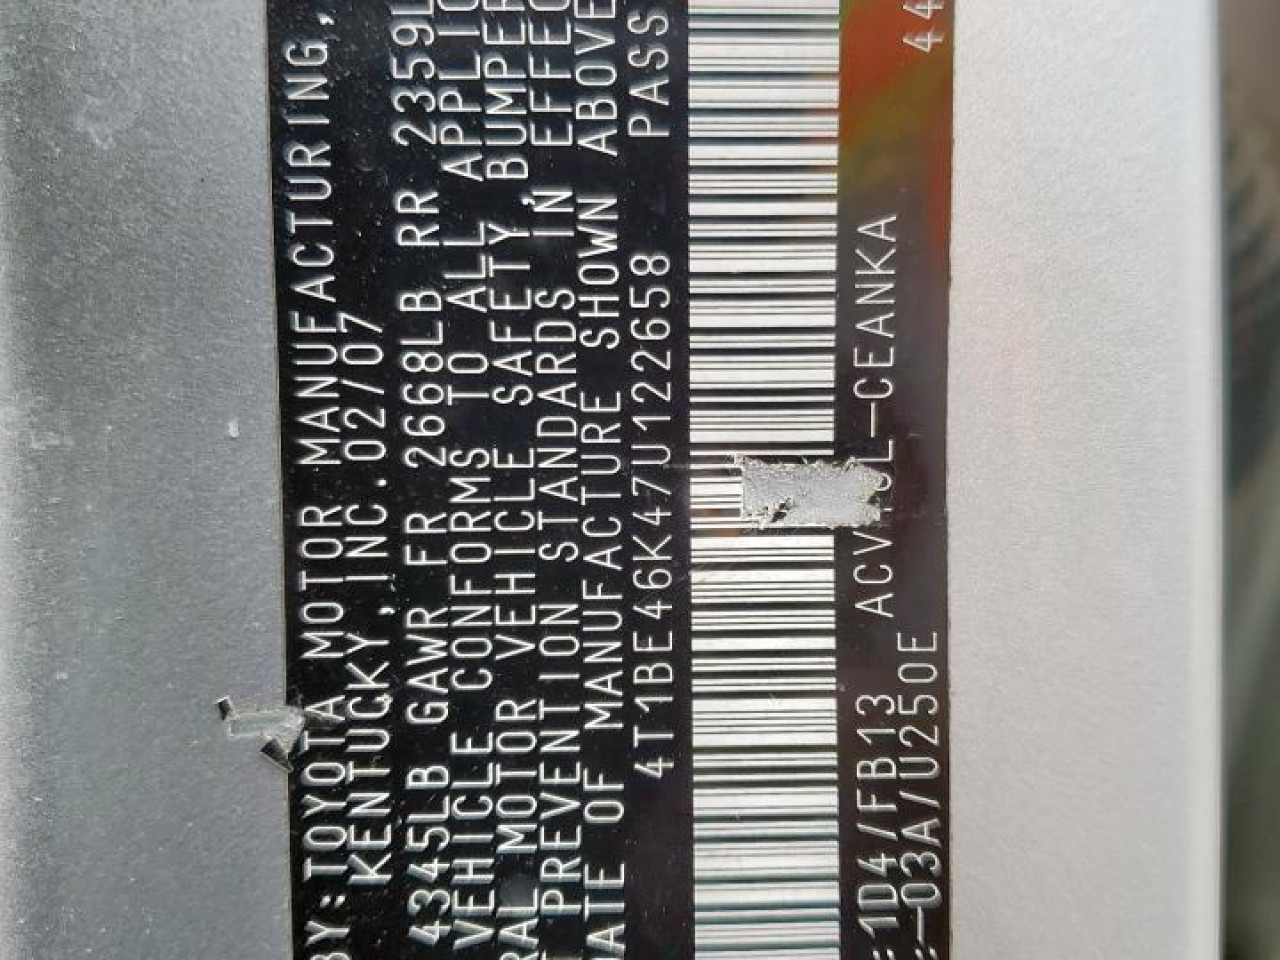 BY: TOYOTA MOTOR MANUFACTURING,
KENTUCKY, INC. 02/07
4345LB GAWR FR 2668LB RR 2359L
VEHICLE CONFORMS TO ALL APPLIC
RAL MOTOR VEHICLE SAFETY, BUMPER
T PREVENTION STANDARDS IN EFFEC
ATE OF MANUFACTURE SHOWN ABOVE
4T1BE46K47U122658 PASS
ACV40L-CEANKA 44
:1D4/FB13
:-03A/U250E